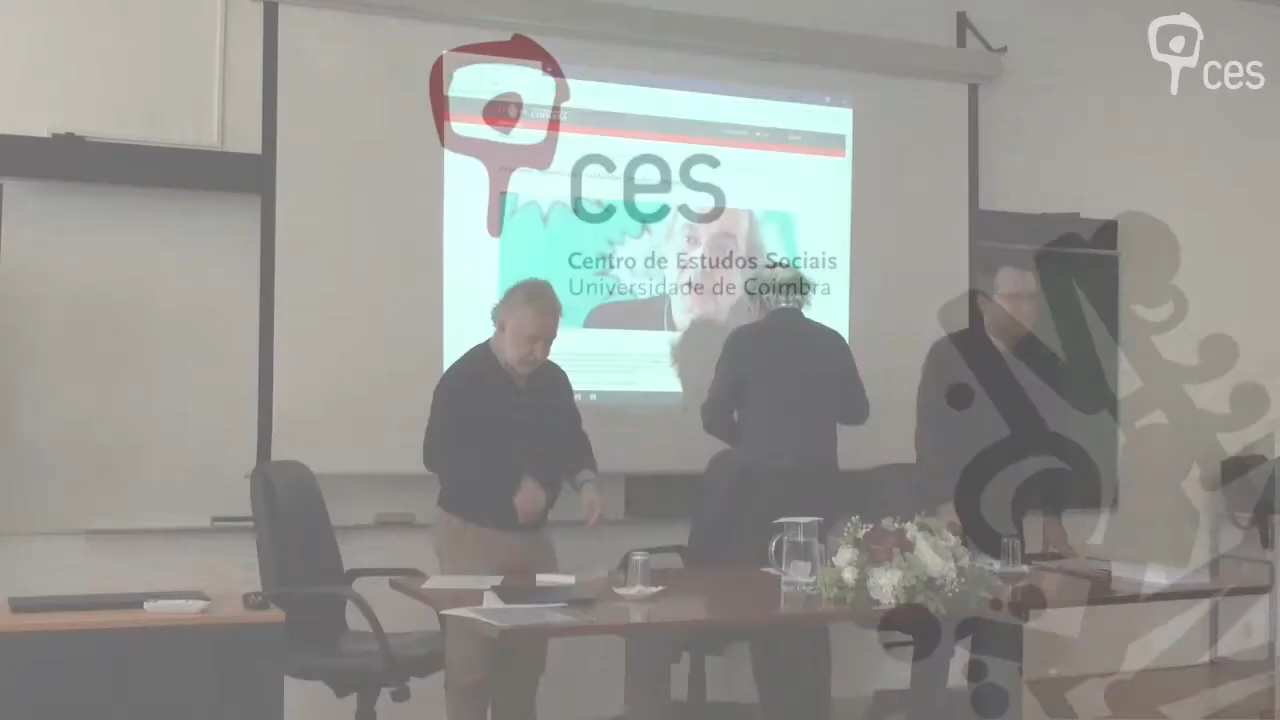 ces
ces
Centro de Estudos Sociais
Universidade de Coimbra